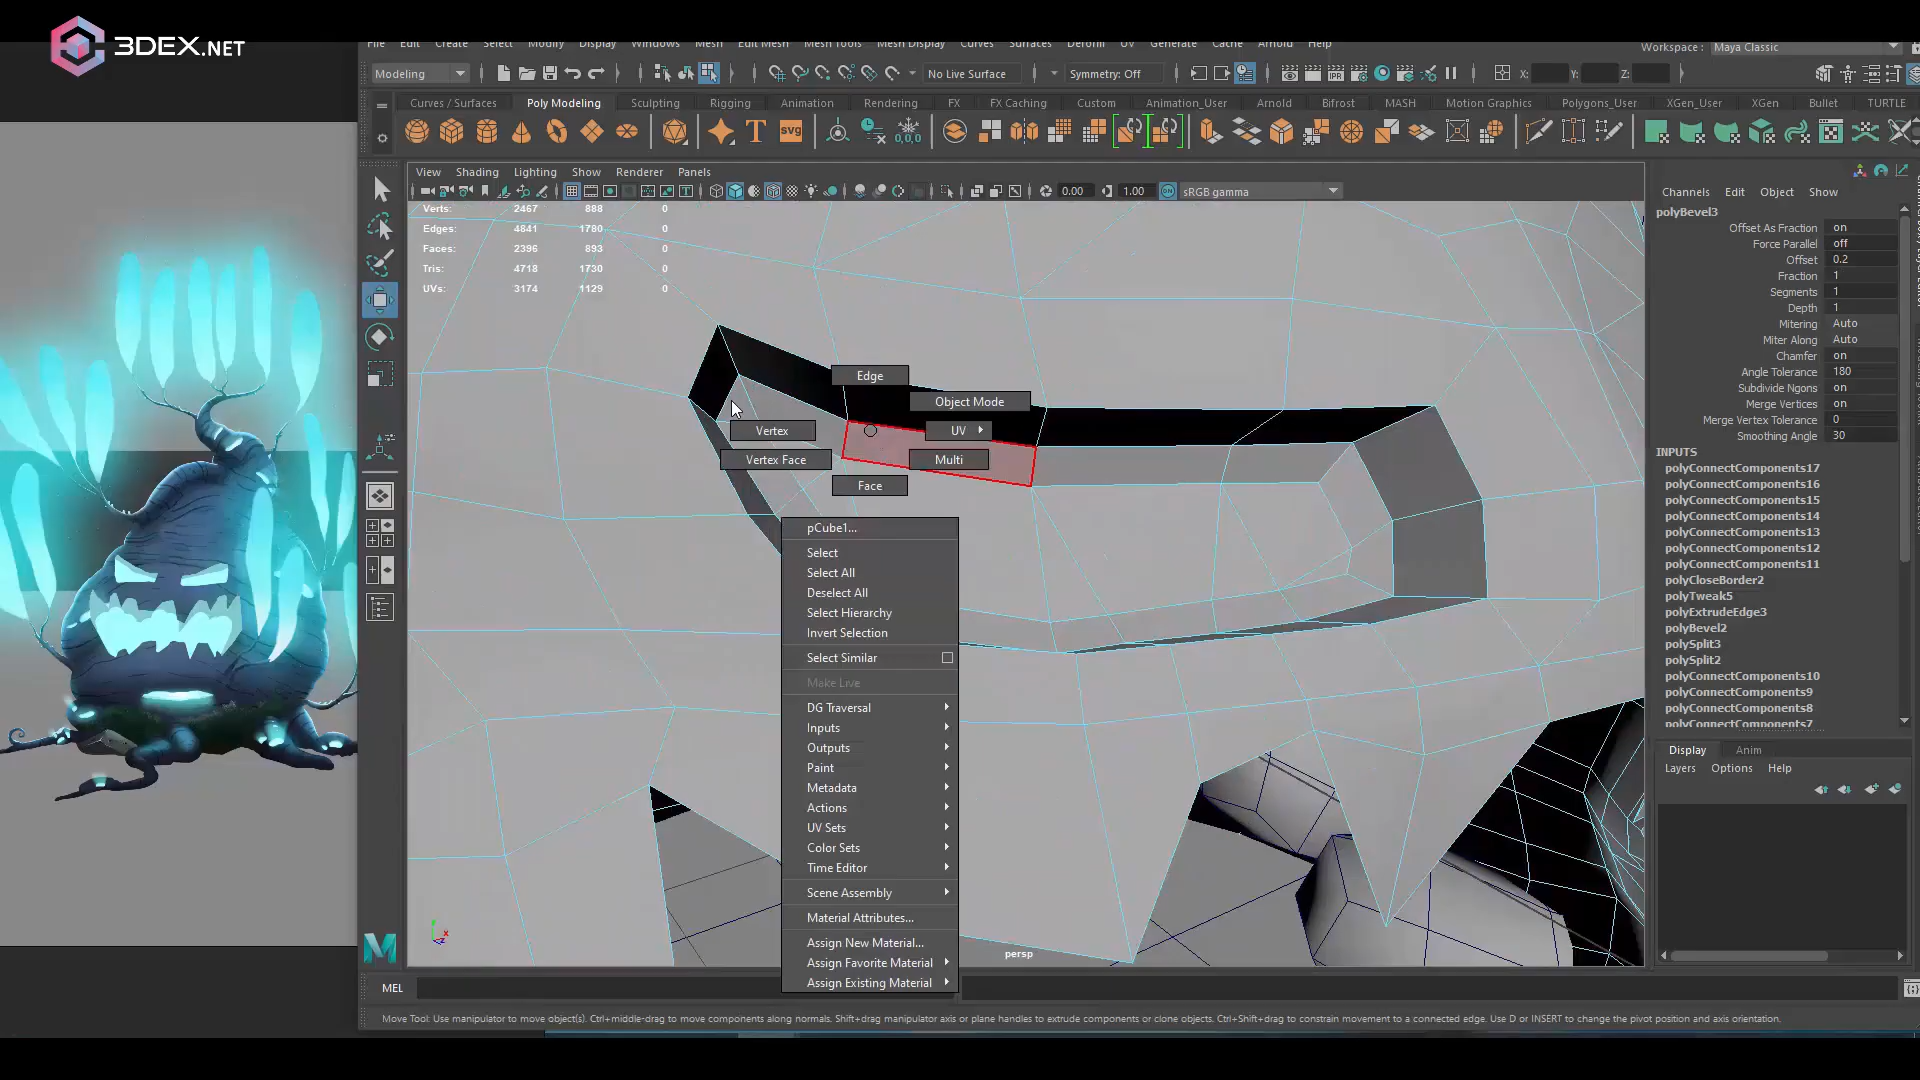 3DEX.NET
File Edit Create Select Modify Display Windows Mesh Edit Mesh Mesh Tools Mesh Display Curves Surfaces Deform UV Generate Cache Arnold Help
Workspace : Maya Classic
Modeling No Live Surface Symmetry: Off IPR X: Y: Z:
Curves / Surfaces Poly Modeling Sculpting Rigging Animation Rendering FX FX Caching Custom Animation_User Arnold Bifrost MASH Motion Graphics Polygons_User XGen_User XGen Bullet TURTLE
T SVG 0,0,0
View Shading Lighting Show Renderer Panels
0.00 1.00 ON sRGB gamma
Verts: 2467 888 0
Edges: 4841 1780 0
Faces: 2396 893 0
Tris: 4718 1730 0
UVs: 3174 1129 0
Edge
Object Mode
Vertex
UV
Vertex Face
Multi
Face
pCube1...
Select
Select All
Deselect All
Select Hierarchy
Invert Selection
Select Similar
Make Live
DG Traversal
Inputs
Outputs
Paint
Metadata
Actions
UV Sets
Color Sets
Time Editor
Scene Assembly
Material Attributes...
Assign New Material...
Assign Favorite Material
Assign Existing Material
persp
Channels Edit Object Show
polyBevel3
Offset As Fraction on
Force Parallel off
Offset 0.2
Fraction 1
Segments 1
Depth 1
Mitering Auto
Miter Along Auto
Chamfer on
Angle Tolerance 180
Subdivide Ngons on
Merge Vertices on
Merge Vertex Tolerance 0
Smoothing Angle 30
INPUTS
polyConnectComponents17
polyConnectComponents16
polyConnectComponents15
polyConnectComponents14
polyConnectComponents13
polyConnectComponents12
polyConnectComponents11
polyCloseBorder2
polyTweak5
polyExtrudeEdge3
polyBevel2
polySplit3
polySplit2
polyConnectComponents10
polyConnectComponents9
polyConnectComponents8
polyConnectComponents7
Display Anim
Layers Options Help
MEL
Move Tool: Use manipulator to move object(s). Ctrl+middle-drag to move components along normals. Shift+drag manipulator axis or plane handles to extrude components or clone objects. Ctrl+Shift+drag to constrain movement to a connected edge. Use D or INSERT to change the pivot position and axis orientation.